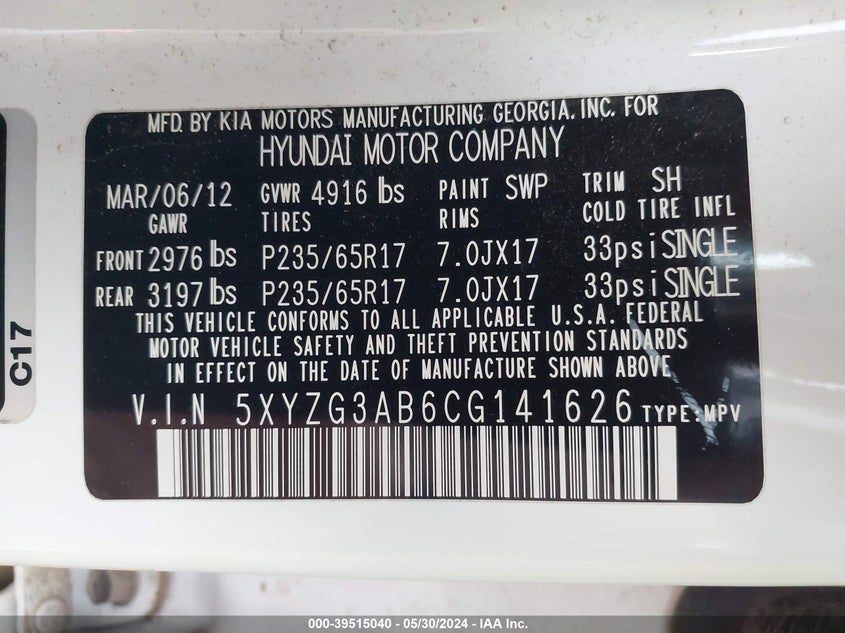 MFD. BY KIA MOTORS MANUFACTURING GEORGIA, INC. FOR
HYUNDAI MOTOR COMPANY
MAR/06/12 GVWR 4916 lbs PAINT SWP TRIM SH
GAWR TIRES RIMS COLD TIRE INFL
FRONT 2976 lbs P235/65R17 7.0JX17 33psi SINGLE
REAR 3197 lbs P235/65R17 7.0JX17 33psi SINGLE
THIS VEHICLE CONFORMS TO ALL APPLICABLE U.S.A. FEDERAL
MOTOR VEHICLE SAFETY AND THEFT PREVENTION STANDARDS
IN EFFECT ON THE DATE OF MANUFACTURE SHOWN ABOVE
V.I.N 5XYZG3AB6CG141626 TYPE:MPV
C17
000-39515040 - 05/30/2024 - IAA Inc.